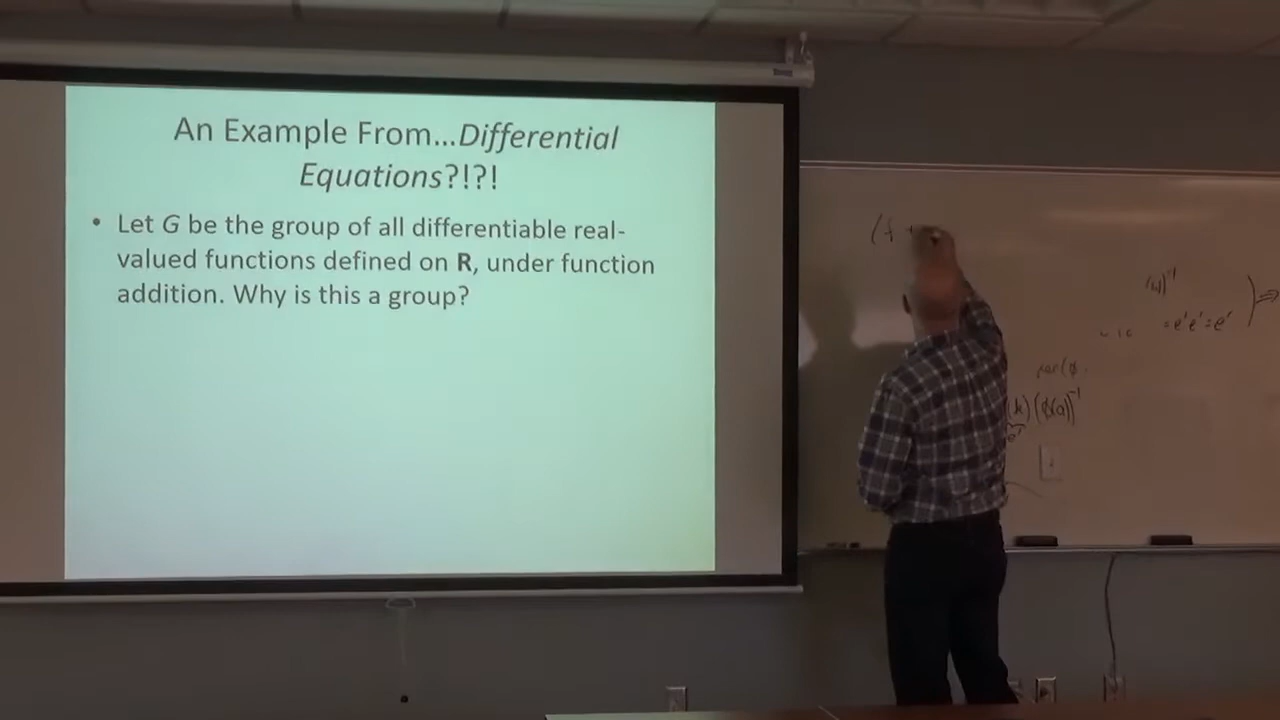 An Example From...Differential
Equations?!?!
• Let G be the group of all differentiable real-
valued functions defined on R, under function
addition. Why is this a group?
(f +
= e'e' = e'
(k) (φ(a))⁻¹